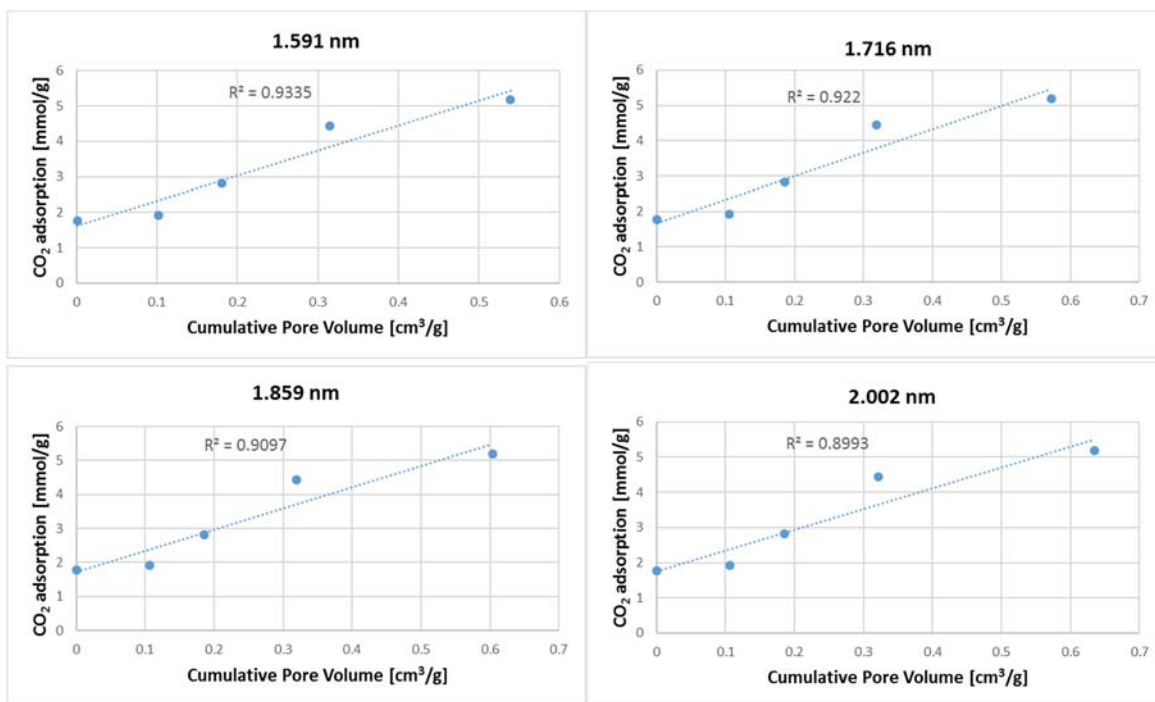 1.591 nm
R² = 0.9335
CO₂ adsorption [mmol/g]
6
5
4
3
2
1
0
0 0.1 0.2 0.3 0.4 0.5 0.6
Cumulative Pore Volume [cm³/g]
1.716 nm
R² = 0.922
CO₂ adsorption [mmol/g]
6
5
4
3
2
1
0
0 0.1 0.2 0.3 0.4 0.5 0.6 0.7
Cumulative Pore Volume [cm³/g]
1.859 nm
R² = 0.9097
CO₂ adsorption [mmol/g]
6
5
4
3
2
1
0
0 0.1 0.2 0.3 0.4 0.5 0.6 0.7
Cumulative Pore Volume [cm³/g]
2.002 nm
R² = 0.8993
CO₂ adsorption [mmol/g]
6
5
4
3
2
1
0
0 0.1 0.2 0.3 0.4 0.5 0.6 0.7
Cumulative Pore Volume [cm³/g]